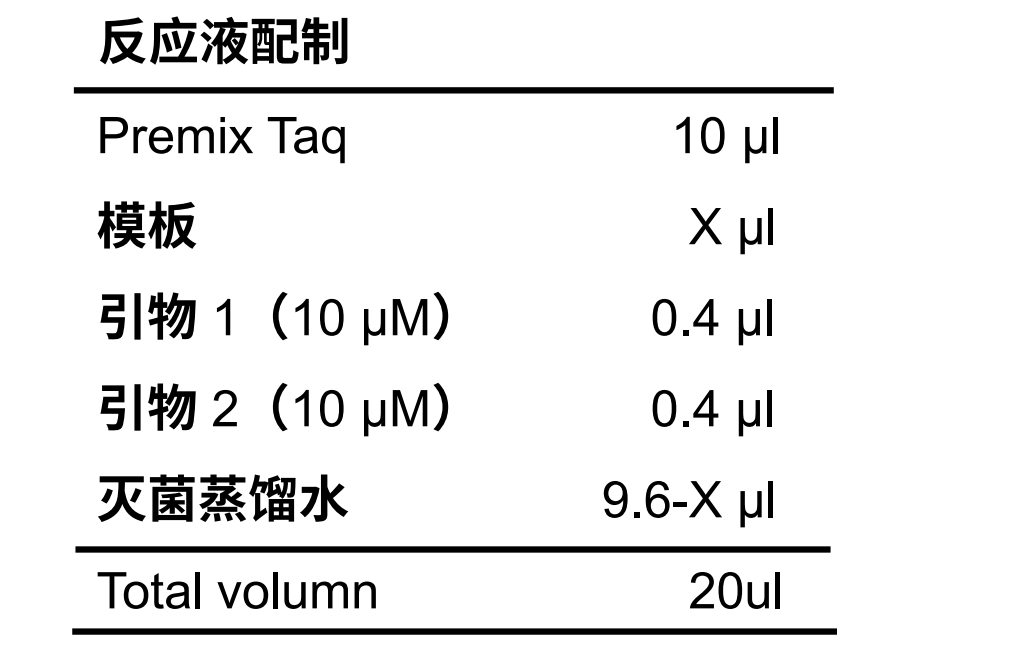 反应液配制
Premix Taq 10 µl
模板 X µl
引物 1（10 µM） 0.4 µl
引物 2（10 µM） 0.4 µl
灭菌蒸馏水 9.6-X µl
Total volumn 20ul